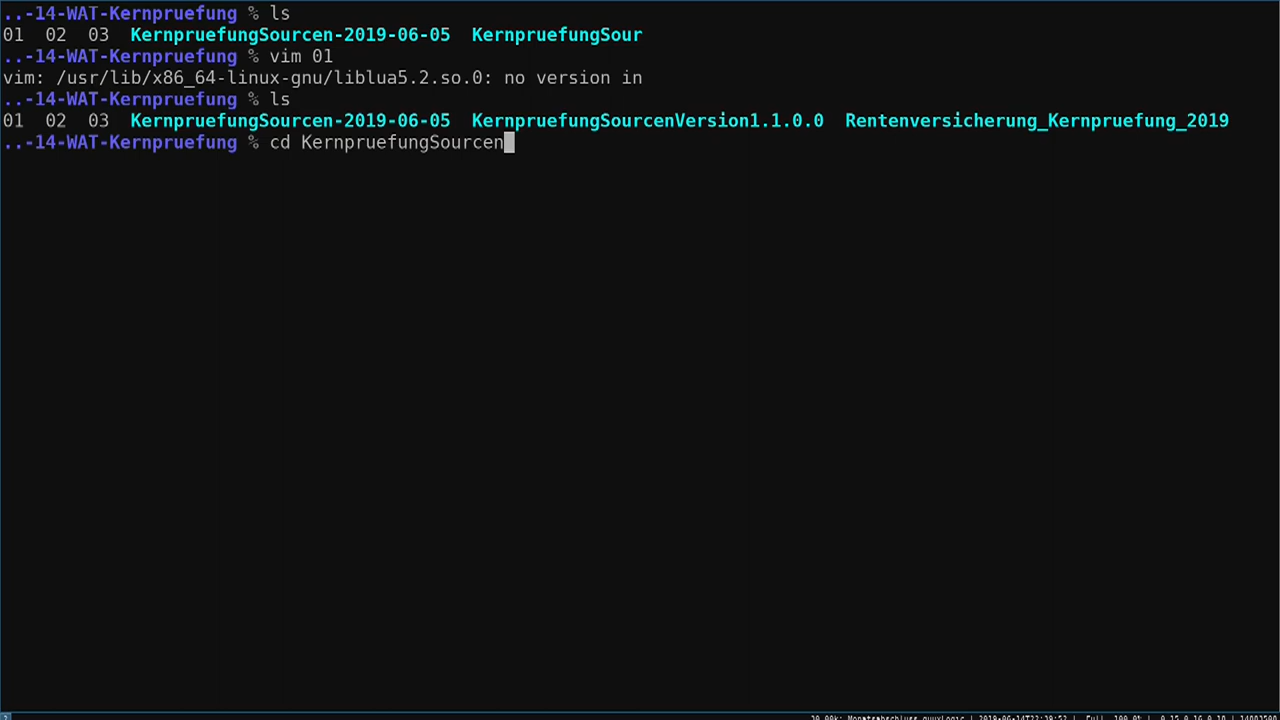 ..-14-WAT-Kernpruefung % ls
01 02 03 KernpruefungSourcen-2019-06-05 KernpruefungSour
..-14-WAT-Kernpruefung % vim 01
vim: /usr/lib/x86_64-linux-gnu/liblua5.2.so.0: no version in
..-14-WAT-Kernpruefung % ls
01 02 03 KernpruefungSourcen-2019-06-05 KernpruefungSourcenVersion1.1.0.0 Rentenversicherung_Kernpruefung_2019
..-14-WAT-Kernpruefung % cd KernpruefungSourcen